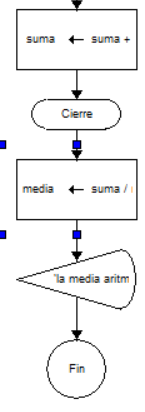 suma ← suma +
Cierre
media ← suma /
'la media aritm
Fin